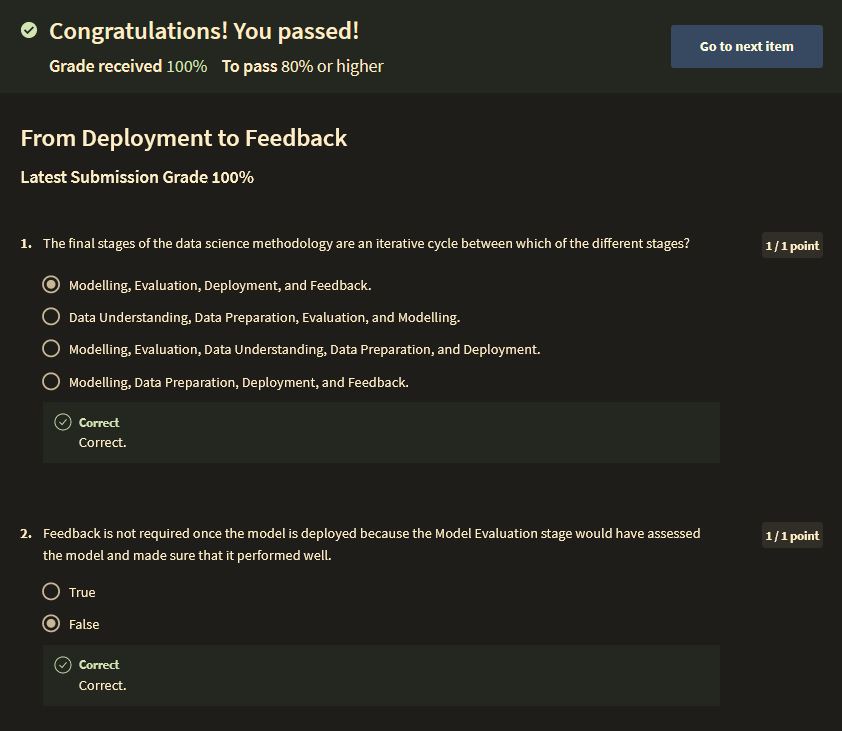 Congratulations! You passed!
Grade received 100% To pass 80% or higher
Go to next item
From Deployment to Feedback
Latest Submission Grade 100%
1. The final stages of the data science methodology are an iterative cycle between which of the different stages?
1 / 1 point
Modelling, Evaluation, Deployment, and Feedback.
Data Understanding, Data Preparation, Evaluation, and Modelling.
Modelling, Evaluation, Data Understanding, Data Preparation, and Deployment.
Modelling, Data Preparation, Deployment, and Feedback.
Correct
Correct.
2. Feedback is not required once the model is deployed because the Model Evaluation stage would have assessed
the model and made sure that it performed well.
1 / 1 point
True
False
Correct
Correct.